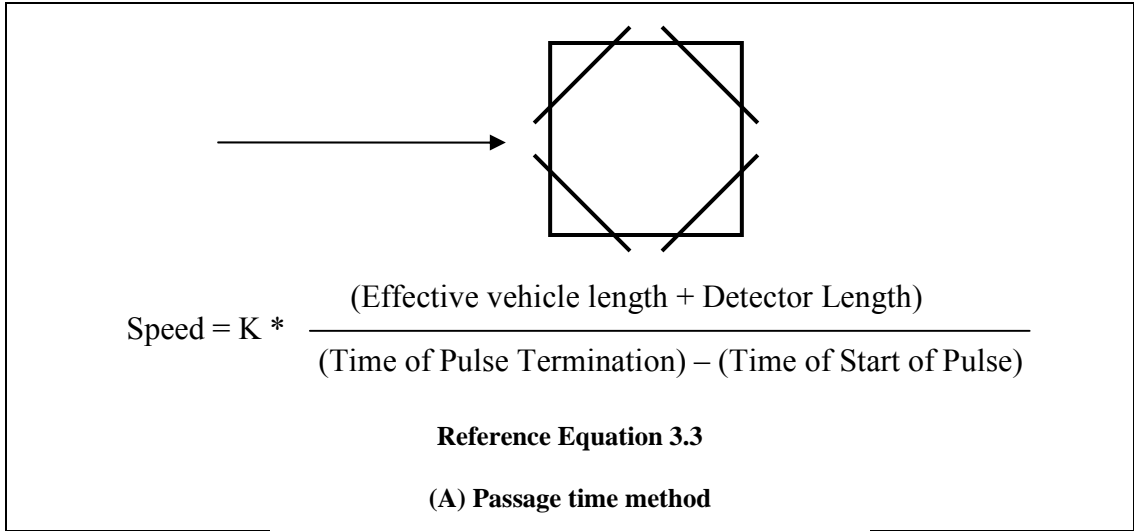 (Effective vehicle length + Detector Length)
Speed = K *
(Time of Pulse Termination) – (Time of Start of Pulse)
Reference Equation 3.3
(A) Passage time method